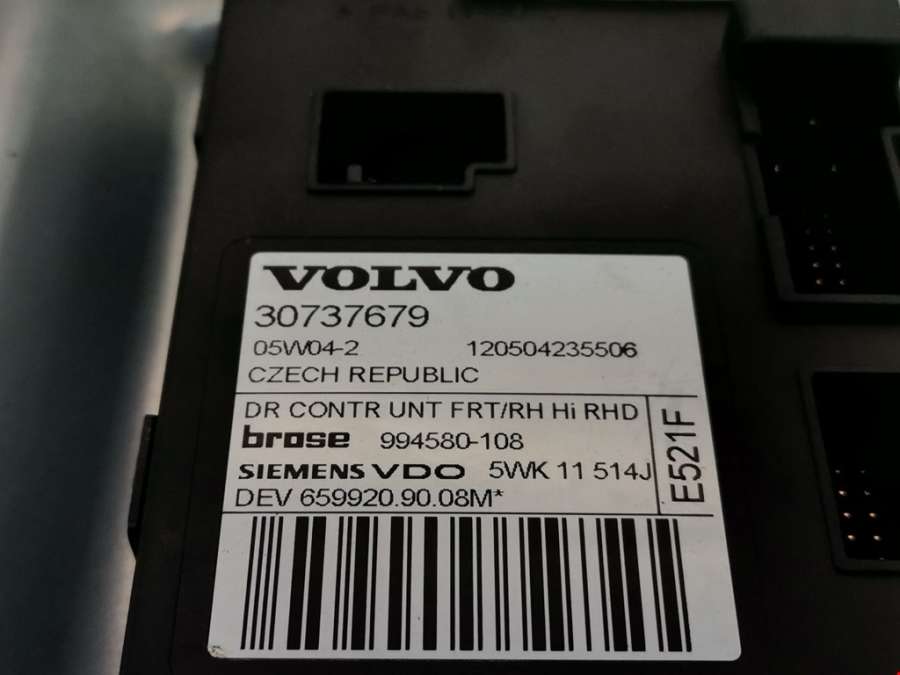 VOLVO
30737679
05W04-2 120504235506
CZECH REPUBLIC
DR CONTR UNT FRT/RH Hi RHD
brose 994580-108
SIEMENS VDO 5WK 11 514J
DEV 659920.90.08M*
E521F